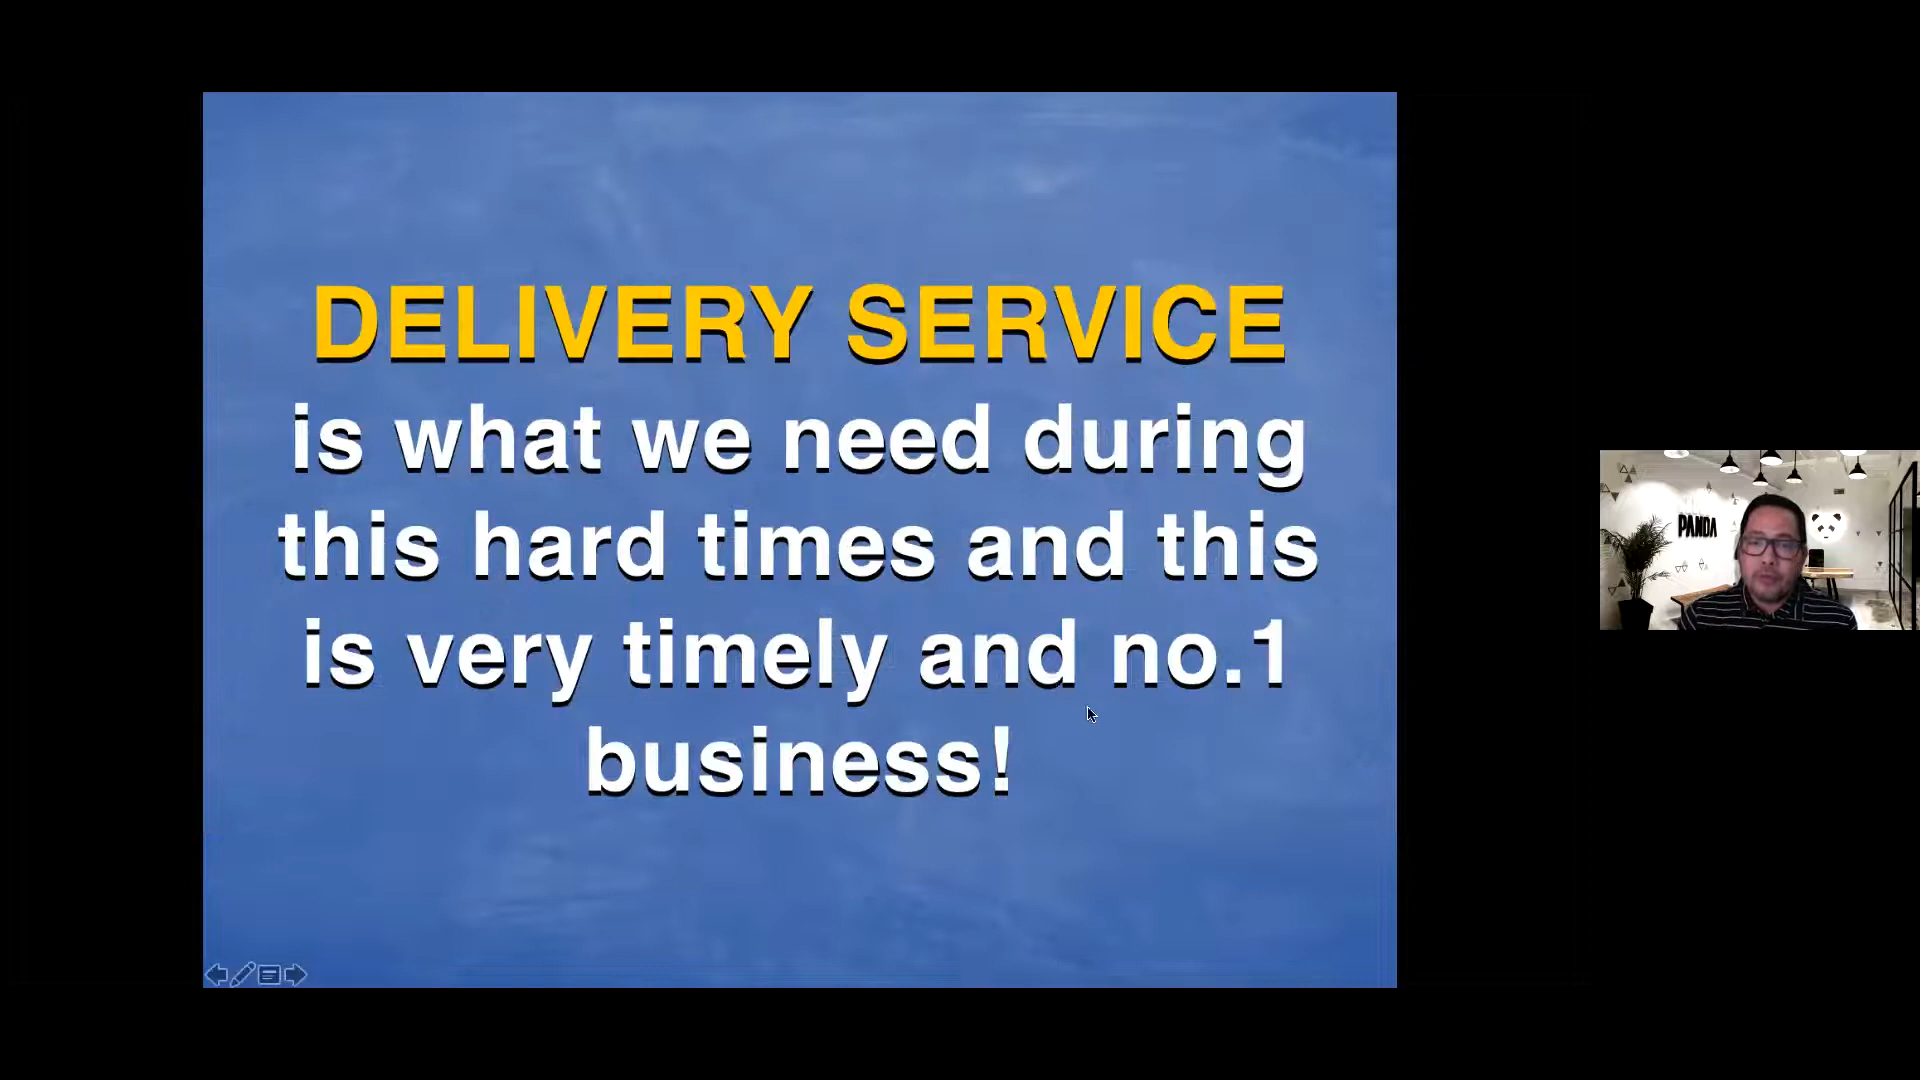 DELIVERY SERVICE
is what we need during
this hard times and this
is very timely and no.1
business!
PANDA